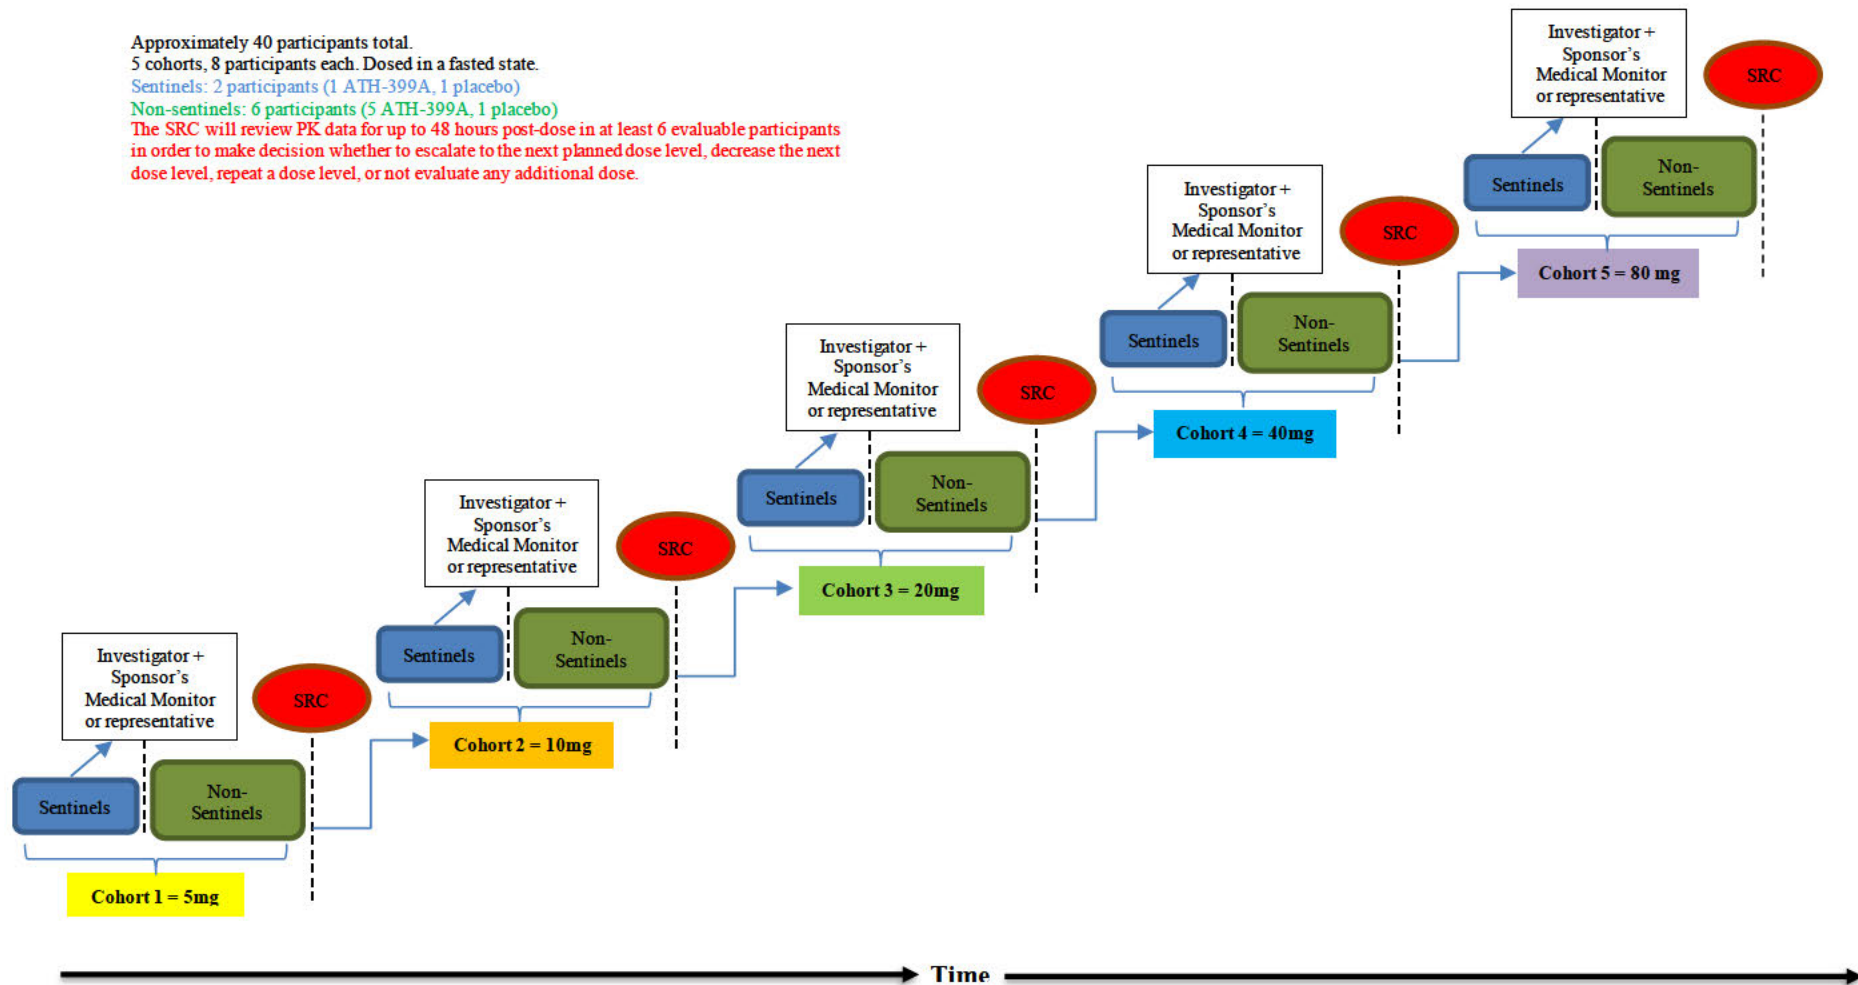 Approximately 40 participants total.
5 cohorts, 8 participants each. Dosed in a fasted state.
Sentinels: 2 participants (1 ATH-399A, 1 placebo)
Non-sentinels: 6 participants (5 ATH-399A, 1 placebo)
The SRC will review PK data for up to 48 hours post-dose in at least 6 evaluable participants
in order to make decision whether to escalate to the next planned dose level, decrease the next
dose level, repeat a dose level, or not evaluate any additional dose.
Investigator +
Sponsor's
Medical Monitor
or representative
SRC
Sentinels
Non-
Sentinels
Cohort 1 = 5mg
Investigator +
Sponsor's
Medical Monitor
or representative
SRC
Sentinels
Non-
Sentinels
Cohort 2 = 10mg
Investigator +
Sponsor's
Medical Monitor
or representative
SRC
Sentinels
Non-
Sentinels
Cohort 3 = 20mg
Investigator +
Sponsor's
Medical Monitor
or representative
SRC
Sentinels
Non-
Sentinels
Cohort 4 = 40mg
Investigator +
Sponsor's
Medical Monitor
or representative
SRC
Sentinels
Non-
Sentinels
Cohort 5 = 80 mg
Time